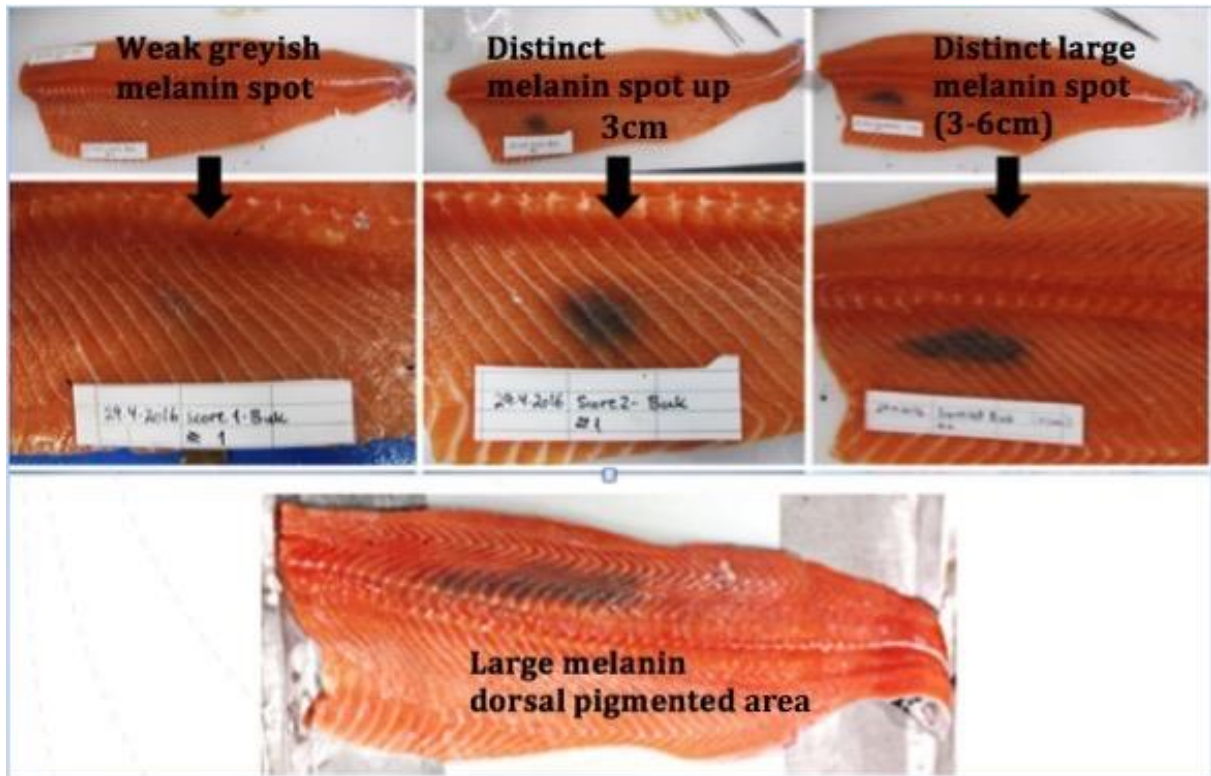 Weak greyish
melanin spot
Distinct
melanin spot up
3cm
Distinct large
melanin spot
(3-6cm)
29.4.2016 Score 1-Buk
# 1
29.4.2016 Score 2- Buk
#1
Large melanin
dorsal pigmented area